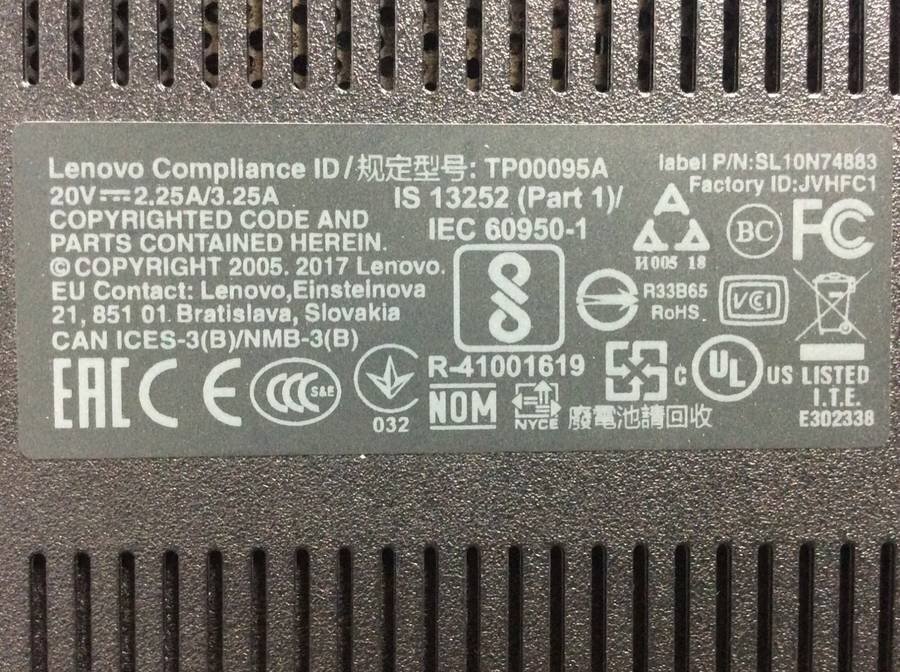 Lenovo Compliance ID/规定型号: TP00095A
label P/N:SL10N74883
20V⎓2.25A/3.25A
Factory ID:JVHFC1
COPYRIGHTED CODE AND
PARTS CONTAINED HEREIN.
©COPYRIGHT 2005. 2017 Lenovo.
EU Contact: Lenovo,Einsteinova
21, 851 01 Bratislava, Slovakia
CAN ICES-3(B)/NMB-3(B)
IS 13252 (Part 1)/
IEC 60950-1
R-41001619
И005 18
BC
FC
R33B65
RoHS
VCI
EAC CE CCC S&E
032
NOM
NYCE
廢電池請回收
c UL US LISTED
I.T.E.
E302338